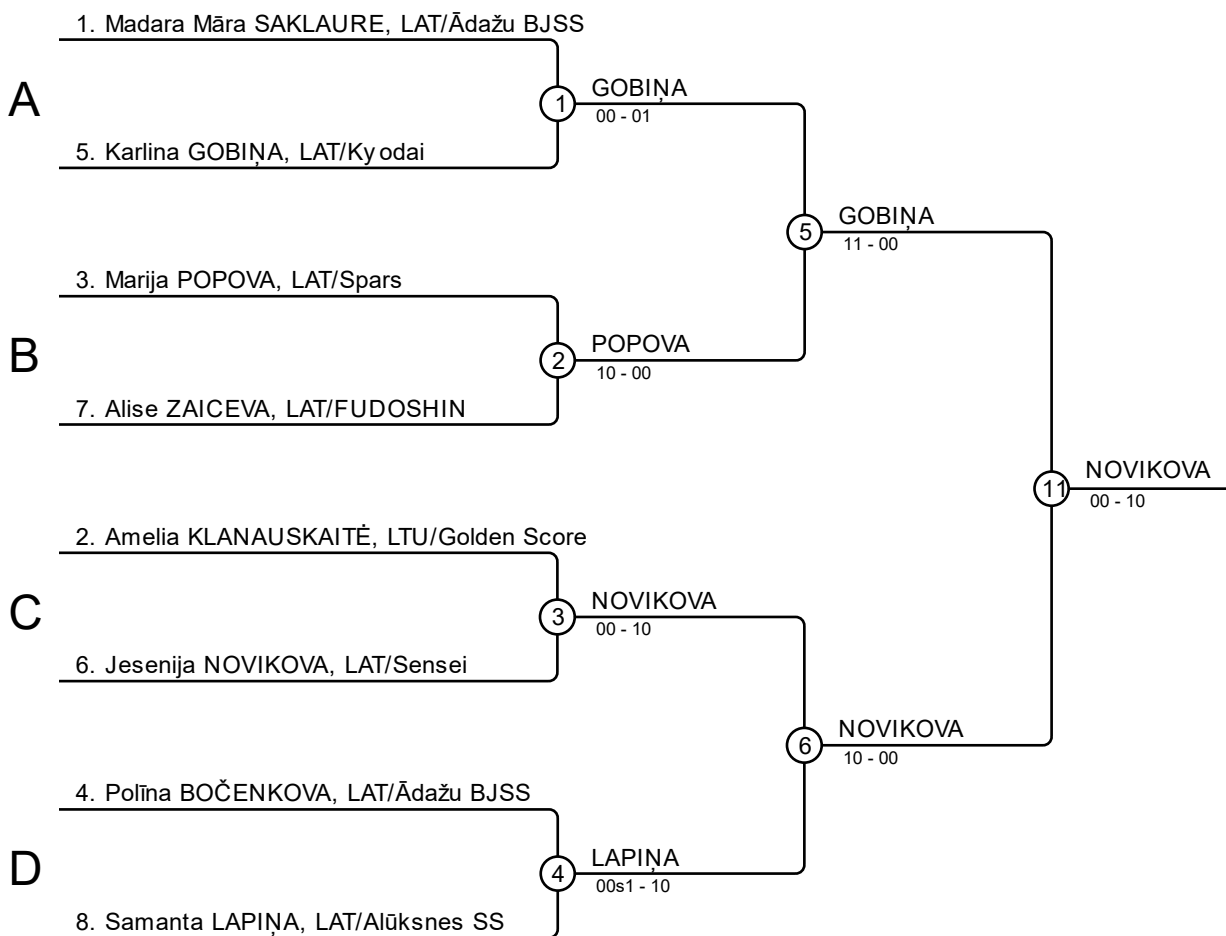 1. Madara Māra SAKLAURE, LAT/Ādažu BJSS
A
1
GOBIŅA
00 - 01
5. Karlina GOBIŅA, LAT/Kyodai
5
GOBIŅA
11 - 00
3. Marija POPOVA, LAT/Spars
B
2
POPOVA
10 - 00
7. Alise ZAICEVA, LAT/FUDOSHIN
11
NOVIKOVA
00 - 10
2. Amelia KLANAUSKAITĖ, LTU/Golden Score
C
3
NOVIKOVA
00 - 10
6. Jesenija NOVIKOVA, LAT/Sensei
6
NOVIKOVA
10 - 00
4. Polīna BOČENKOVA, LAT/Ādažu BJSS
D
4
LAPIŅA
00s1 - 10
8. Samanta LAPIŅA, LAT/Alūksnes SS